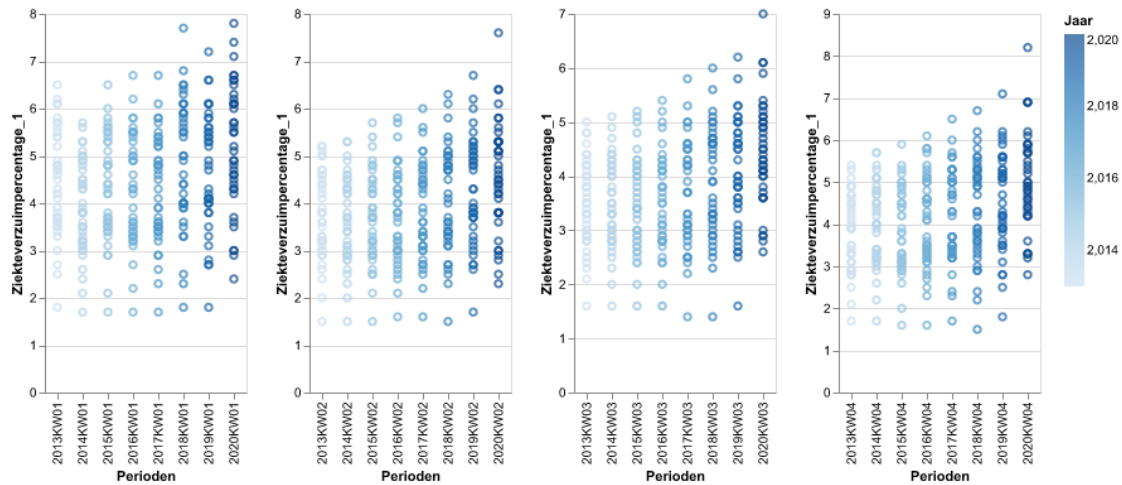 8
7
6
5
4
3
2
1
0
Ziekteverzuimpercentage_1
2013KW01
2014KW01
2015KW01
2016KW01
2017KW01
2018KW01
2019KW01
2020KW01
Perioden
8
7
6
5
4
3
2
1
0
Ziekteverzuimpercentage_1
2013KW02
2014KW02
2015KW02
2016KW02
2017KW02
2018KW02
2019KW02
2020KW02
Perioden
7
6
5
4
3
2
1
0
Ziekteverzuimpercentage_1
2013KW03
2014KW03
2015KW03
2016KW03
2017KW03
2018KW03
2019KW03
2020KW03
Perioden
9
8
7
6
5
4
3
2
1
0
Ziekteverzuimpercentage_1
2013KW04
2014KW04
2015KW04
2016KW04
2017KW04
2018KW04
2019KW04
2020KW04
Perioden
Jaar
2,020
2,018
2,016
2,014